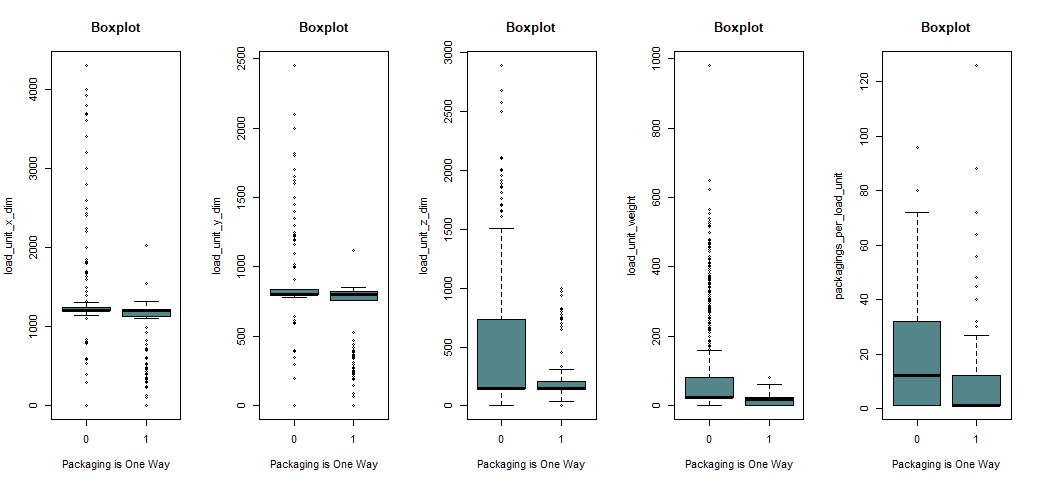 Boxplot
load_unit_x_dim
0
1000
2000
3000
4000
0 1
Packaging is One Way
Boxplot
load_unit_y_dim
0
500
1000
1500
2000
2500
0 1
Packaging is One Way
Boxplot
load_unit_z_dim
0
500
1000
1500
2000
2500
3000
0 1
Packaging is One Way
Boxplot
load_unit_weight
0
200
400
600
800
1000
0 1
Packaging is One Way
Boxplot
packagings_per_load_unit
0
20
40
60
80
100
120
0 1
Packaging is One Way